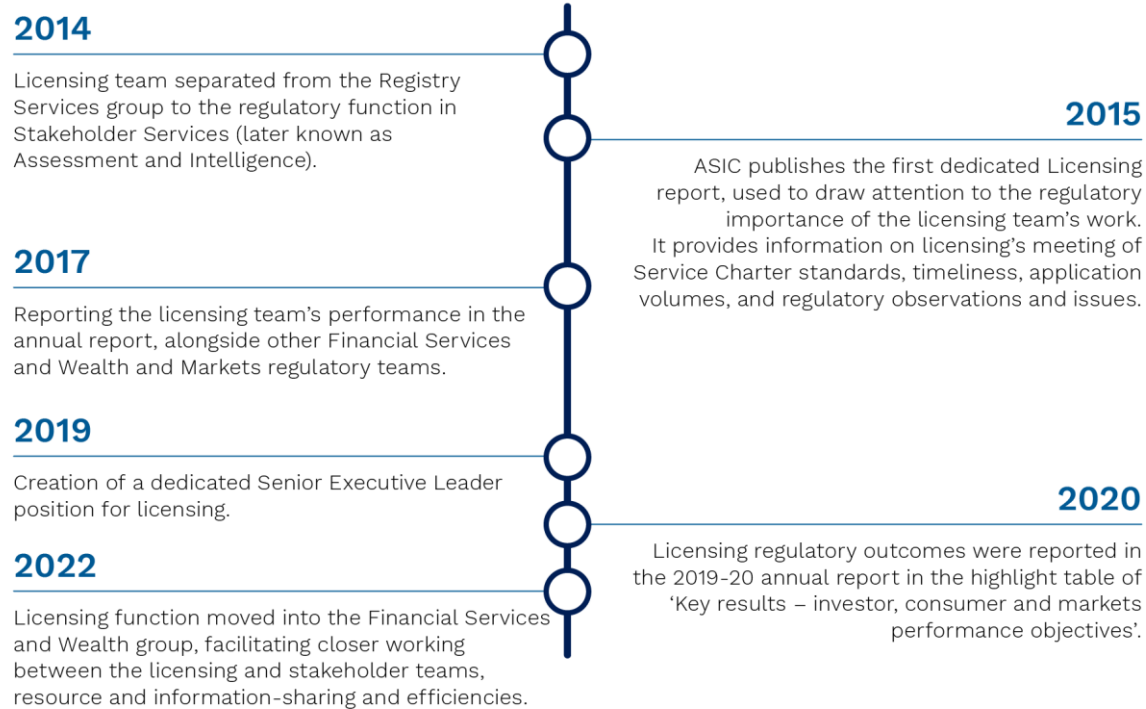 2014
Licensing team separated from the Registry
Services group to the regulatory function in
Stakeholder Services (later known as
Assessment and Intelligence).
2015
ASIC publishes the first dedicated Licensing
report, used to draw attention to the regulatory
importance of the licensing team’s work.
It provides information on licensing’s meeting of
Service Charter standards, timeliness, application
volumes, and regulatory observations and issues.
2017
Reporting the licensing team’s performance in the
annual report, alongside other Financial Services
and Wealth and Markets regulatory teams.
2019
Creation of a dedicated Senior Executive Leader
position for licensing.
2020
Licensing regulatory outcomes were reported in
the 2019-20 annual report in the highlight table of
‘Key results – investor, consumer and markets
performance objectives’.
2022
Licensing function moved into the Financial Services
and Wealth group, facilitating closer working
between the licensing and stakeholder teams,
resource and information-sharing and efficiencies.